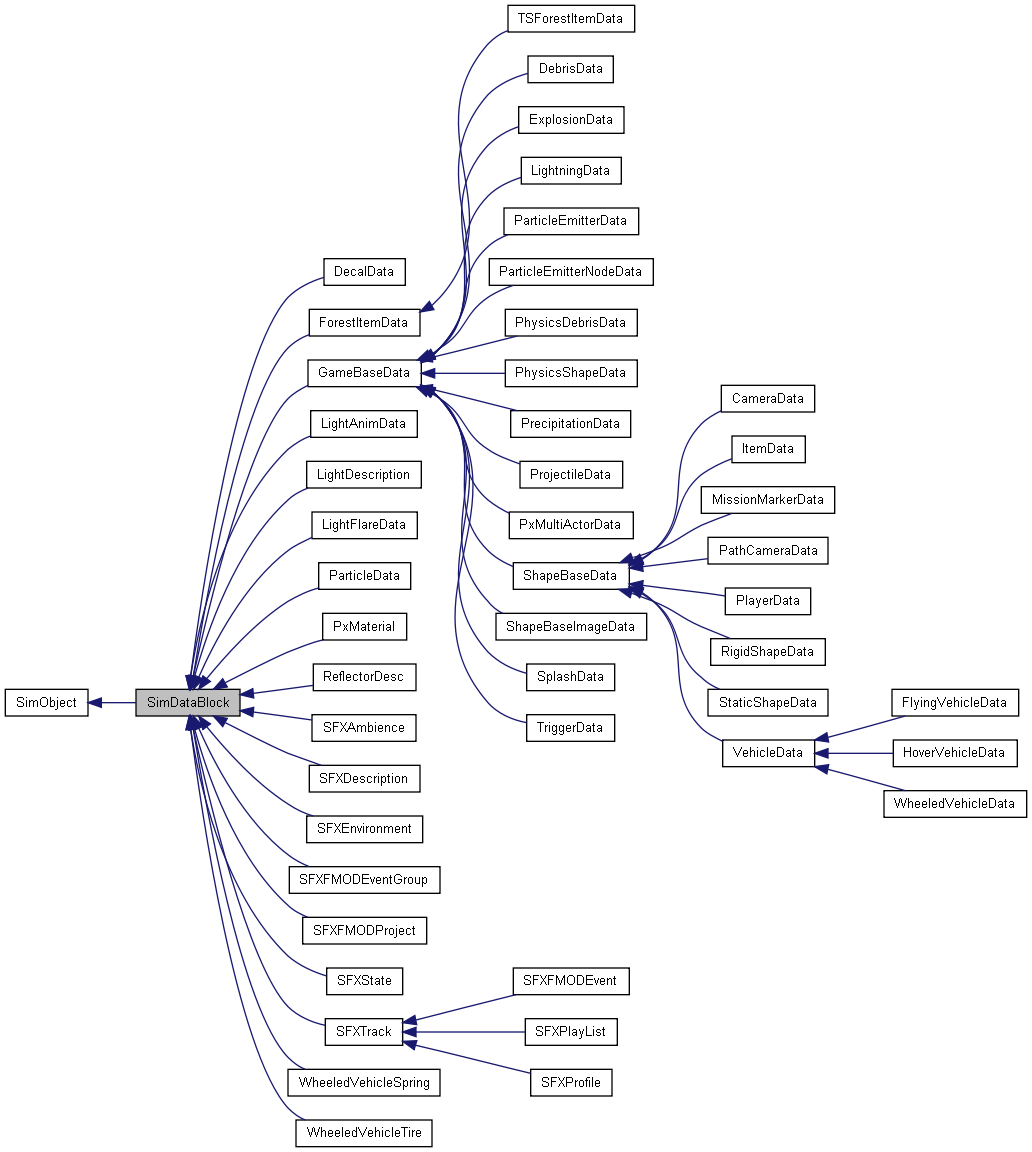 TSForestItemData
DebrisData
ExplosionData
LightningData
ParticleEmitterData
DecalData
ParticleEmitterNodeData
ForestItemData
PhysicsDebrisData
GameBaseData
PhysicsShapeData
CameraData
LightAnimData
PrecipitationData
ItemData
LightDescription
ProjectileData
MissionMarkerData
LightFlareData
PxMultiActorData
PathCameraData
ParticleData
ShapeBaseData
PlayerData
PxMaterial
ShapeBaseImageData
RigidShapeData
ReflectorDesc
SplashData
SimObject
SimDataBlock
StaticShapeData
FlyingVehicleData
SFXAmbience
TriggerData
VehicleData
HoverVehicleData
SFXDescription
WheeledVehicleData
SFXEnvironment
SFXFMODEventGroup
SFXFMODProject
SFXState
SFXFMODEvent
SFXTrack
SFXPlayList
WheeledVehicleSpring
SFXProfile
WheeledVehicleTire